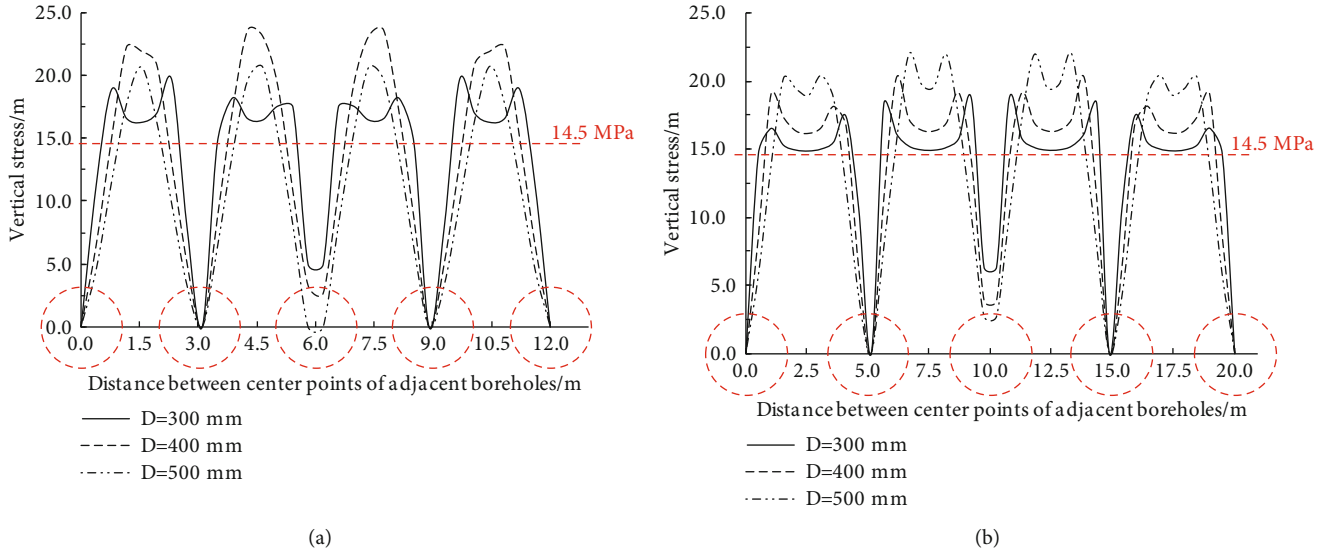 25.0
20.0
15.0
10.0
5.0
0.0
Vertical stress/m
14.5 MPa
0.0 1.5 3.0 4.5 6.0 7.5 9.0 10.5 12.0
Distance between center points of adjacent boreholes/m
D=300 mm
D=400 mm
D=500 mm
(a)
25.0
20.0
15.0
10.0
5.0
0.0
Vertical stress/m
14.5 MPa
0.0 2.5 5.0 7.5 10.0 12.5 15.0 17.5 20.0
Distance between center points of adjacent boreholes/m
D=300 mm
D=400 mm
D=500 mm
(b)